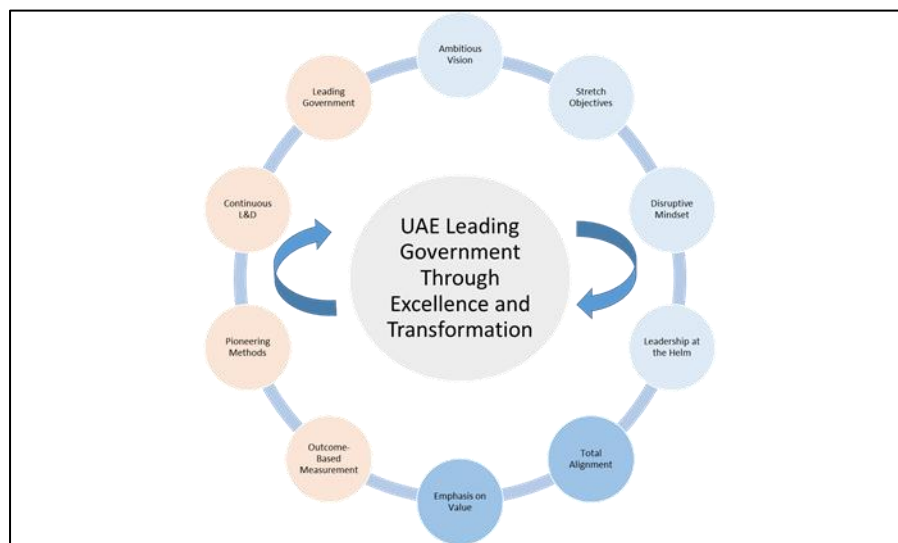 Ambitious
Vision
Stretch
Objectives
Disruptive
Mindset
Leadership at
the Helm
Total
Alignment
Emphasis on
Value
Outcome-
Based
Measurement
Pioneering
Methods
Continuous
L&D
Leading
Government
UAE Leading
Government
Through
Excellence and
Transformation